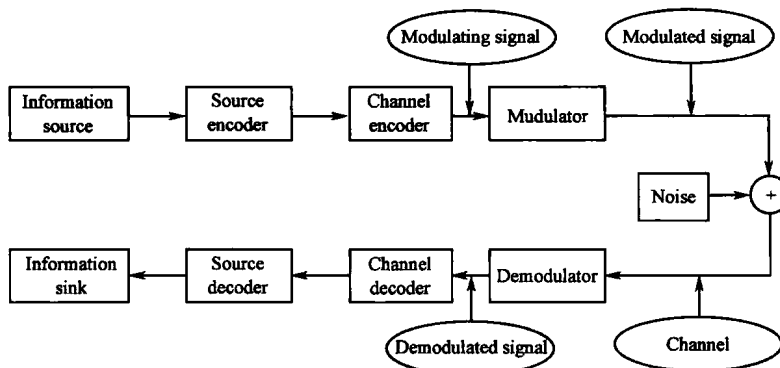 Modulating signal
Modulated signal
Information
source
Source
encoder
Channel
encoder
Mudulator
Noise
+
Information
sink
Source
decoder
Channel
decoder
Demodulator
Demodulated signal
Channel